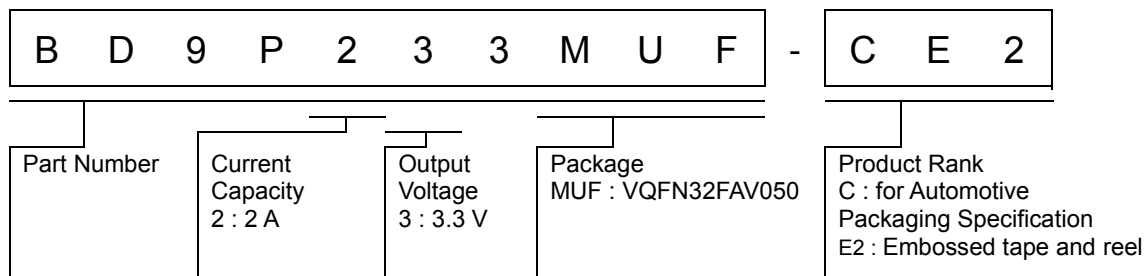 B D 9 P 2 3 3 M U F - C E 2
Part Number
Current
Capacity
2 : 2 A
Output
Voltage
3 : 3.3 V
Package
MUF : VQFN32FAV050
Product Rank
C : for Automotive
Packaging Specification
E2 : Embossed tape and reel